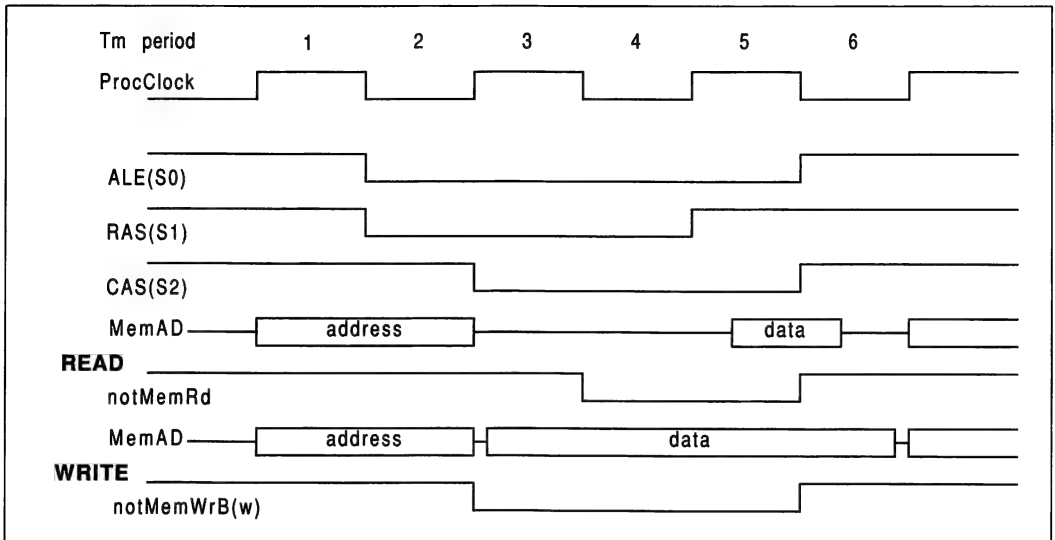 Tm period 1 2 3 4 5 6
ProcClock
ALE(S0)
RAS(S1)
CAS(S2)
MemAD address data
READ
notMemRd
MemAD address data
WRITE
notMemWrB(w)